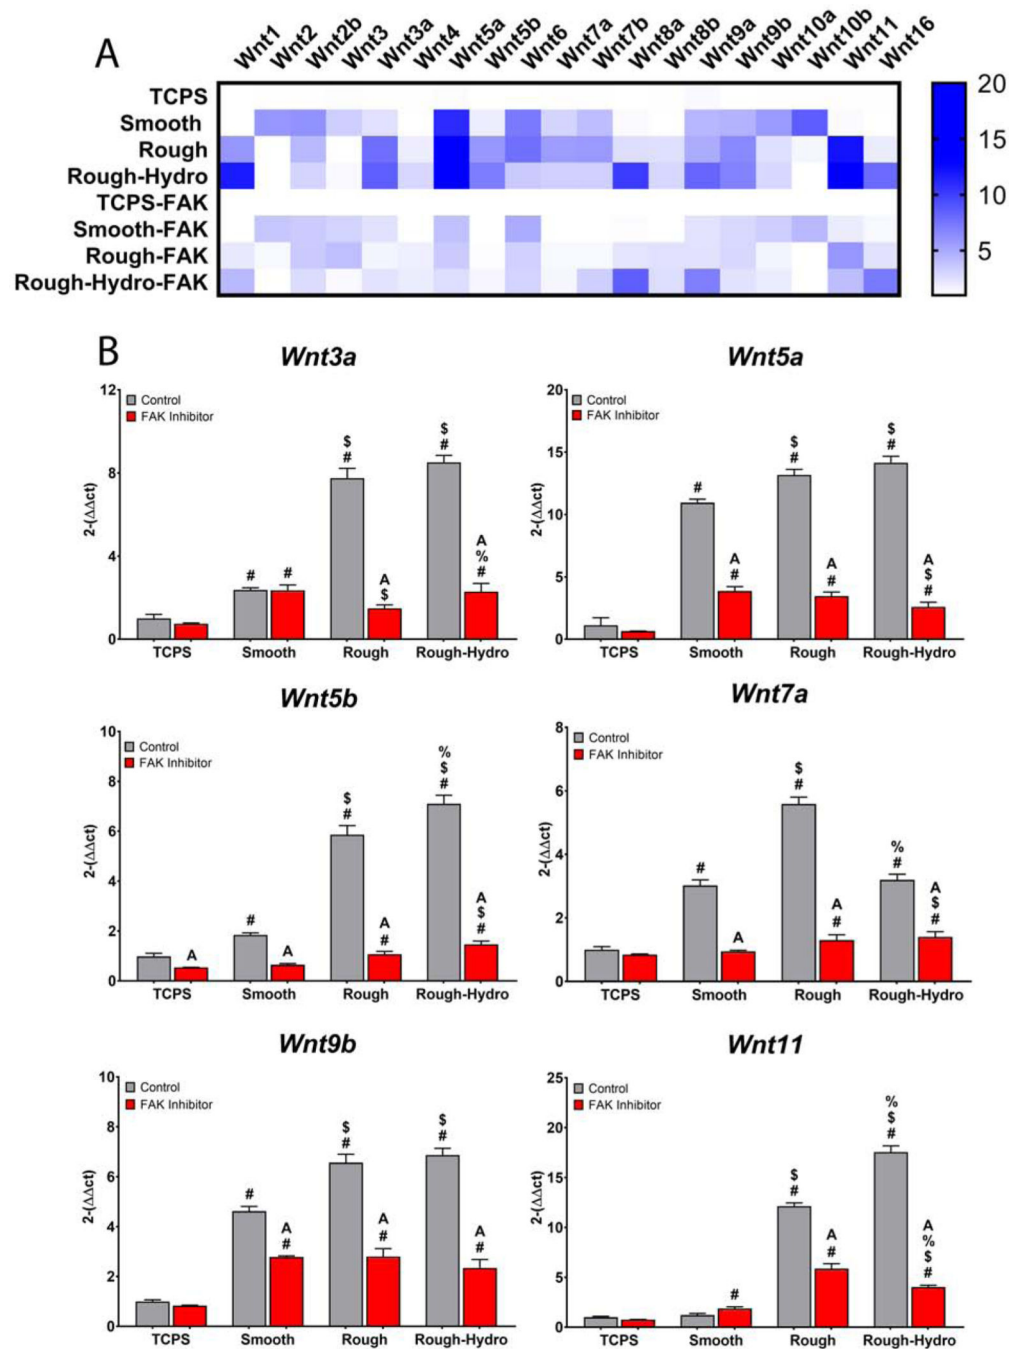 A
Wnt1 Wnt2 Wnt2b Wnt3 Wnt3a Wnt4 Wnt5a Wnt5b Wnt6 Wnt7a Wnt7b Wnt8a Wnt8b Wnt9a Wnt9b Wnt10a Wnt10b Wnt11 Wnt16
TCPS
Smooth
Rough
Rough-Hydro
TCPS-FAK
Smooth-FAK
Rough-FAK
Rough-Hydro-FAK
20
15
10
5
B
Wnt3a
12
8
4
0
2-(ΔΔct)
Control
FAK Inhibitor
# # $ # A $ $ # A % #
TCPS Smooth Rough Rough-Hydro
Wnt5a
20
15
10
5
0
2-(ΔΔct)
Control
FAK Inhibitor
# A # $ # A # $ # A $ #
TCPS Smooth Rough Rough-Hydro
Wnt5b
10
8
6
4
2
0
2-(ΔΔct)
Control
FAK Inhibitor
A # A $ # A # % $ # A $ #
TCPS Smooth Rough Rough-Hydro
Wnt7a
8
6
4
2
0
2-(ΔΔct)
Control
FAK Inhibitor
# A $ # A # % # A $ #
TCPS Smooth Rough Rough-Hydro
Wnt9b
10
8
6
4
2
0
2-(ΔΔct)
Control
FAK Inhibitor
# A # $ # A # $ # A #
TCPS Smooth Rough Rough-Hydro
Wnt11
25
20
15
10
5
0
2-(ΔΔct)
Control
FAK Inhibitor
# $ # A # % $ # A % $ #
TCPS Smooth Rough Rough-Hydro